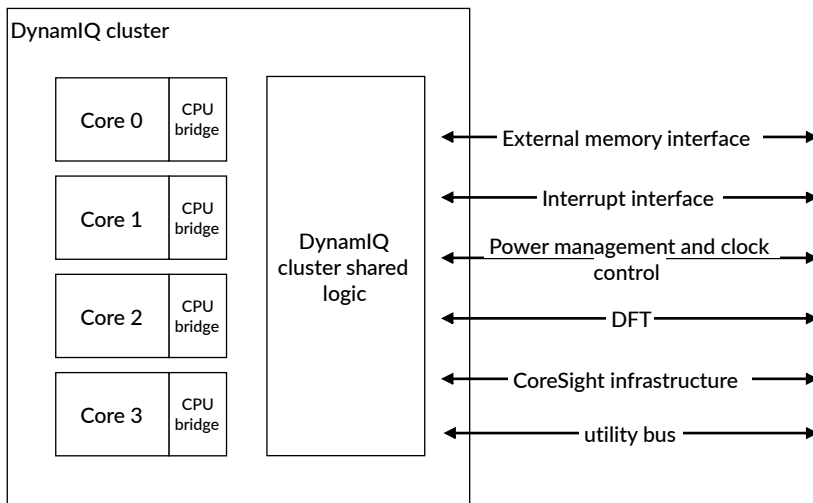 DynamIQ cluster
Core 0
CPU
bridge
Core 1
CPU
bridge
Core 2
CPU
bridge
Core 3
CPU
bridge
DynamIQ
cluster shared
logic
External memory interface
Interrupt interface
Power management and clock
control
DFT
CoreSight infrastructure
utility bus